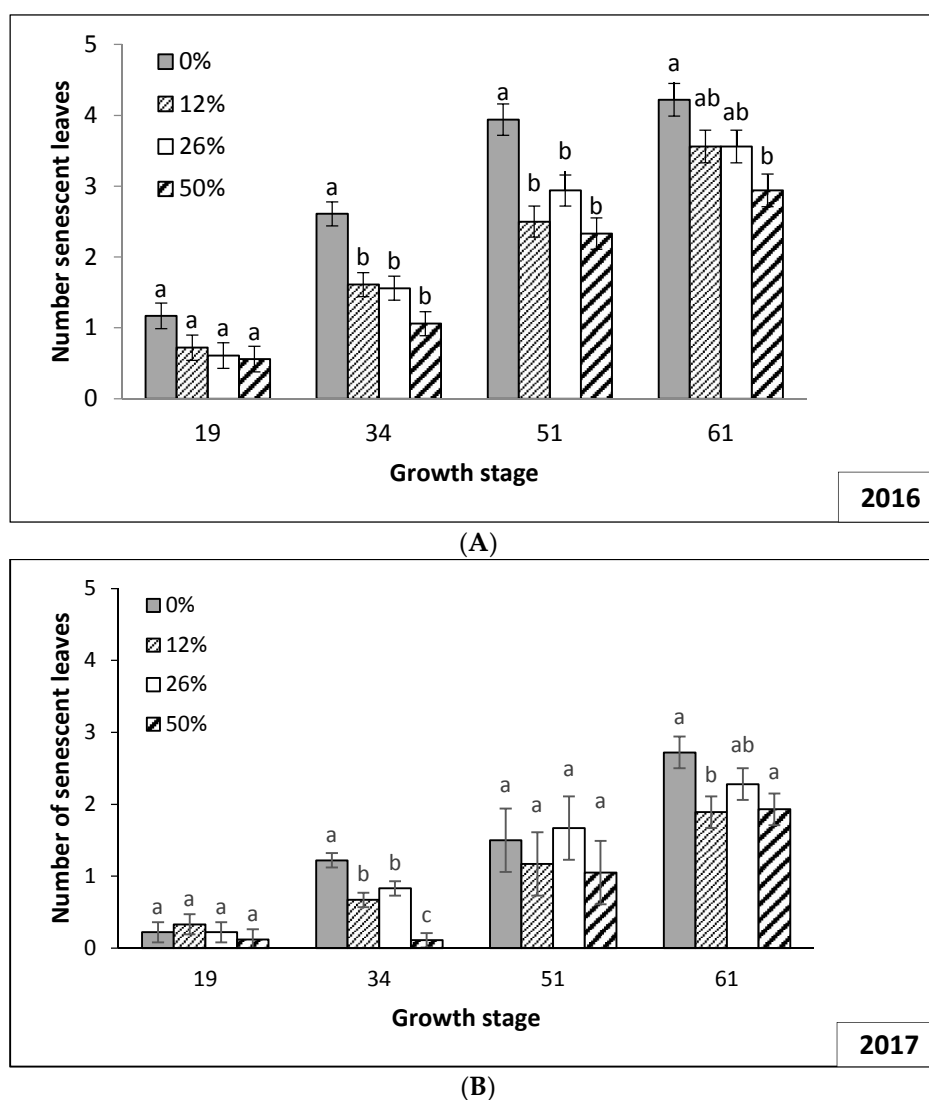 Number senescent leaves
5
4
3
2
1
0
0%
12%
26%
50%
a
a
a
a
a
b
b
b
a
b
b
b
a
ab
ab
b
19
34
51
61
Growth stage
2016
(A)
Number of senescent leaves
5
4
3
2
1
0
0%
12%
26%
50%
a
a
a
a
a
b
b
c
a
a
a
a
a
b
ab
a
19
34
51
61
Growth stage
2017
(B)